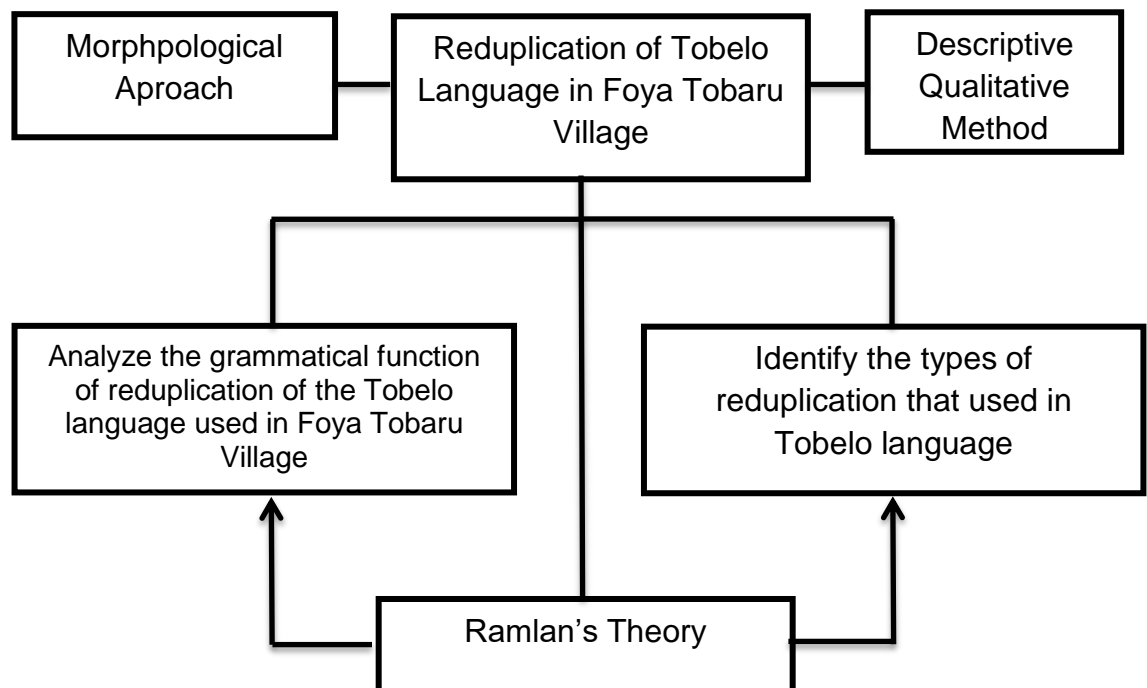 Morphpological
Aproach
Reduplication of Tobelo
Language in Foya Tobaru
Village
Descriptive
Qualitative
Method
Analyze the grammatical function
of reduplication of the Tobelo
language used in Foya Tobaru
Village
Identify the types of
reduplication that used in
Tobelo language
Ramlan’s Theory